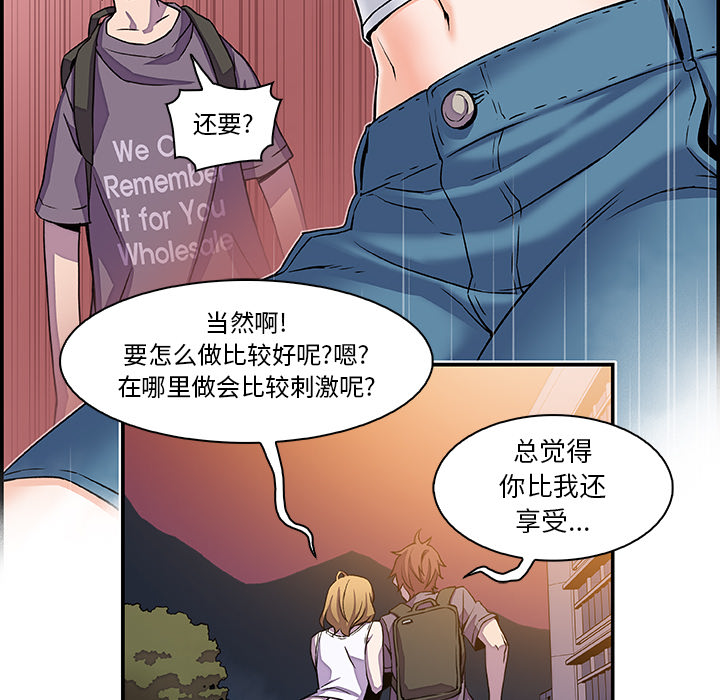 还要?
We C
Remember
It for You
Wholesale
当然啊!
要怎么做比较好呢?嗯?
在哪里做会比较刺激呢?
总觉得
你比我还
享受...